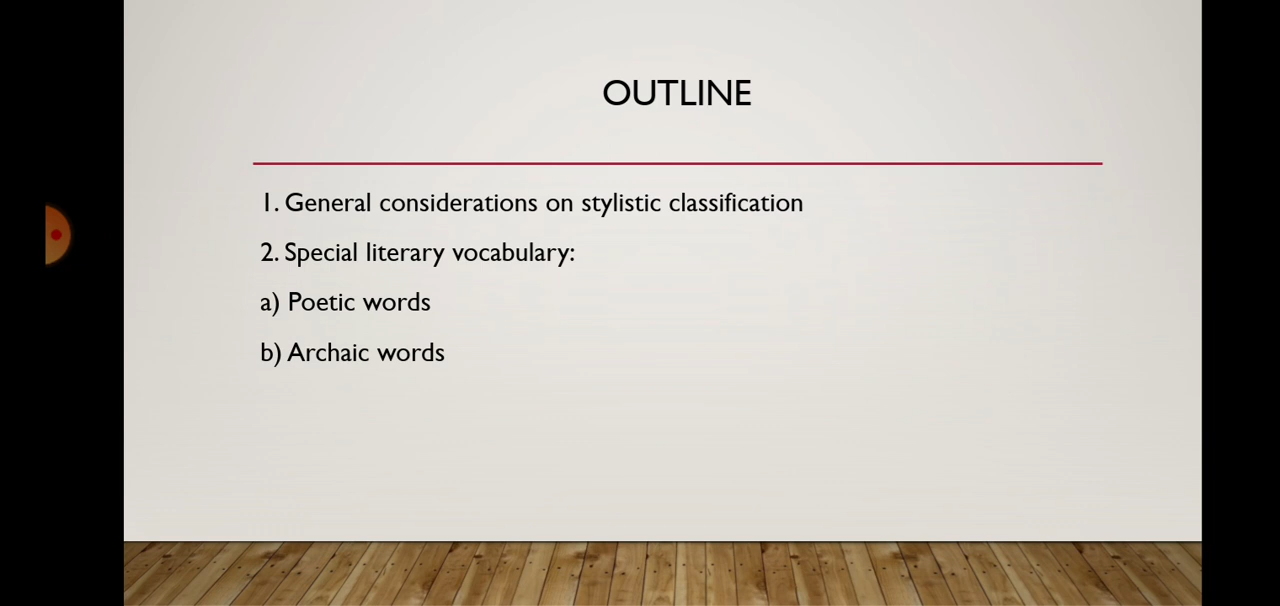 OUTLINE
1. General considerations on stylistic classification
2. Special literary vocabulary:
a) Poetic words
b) Archaic words